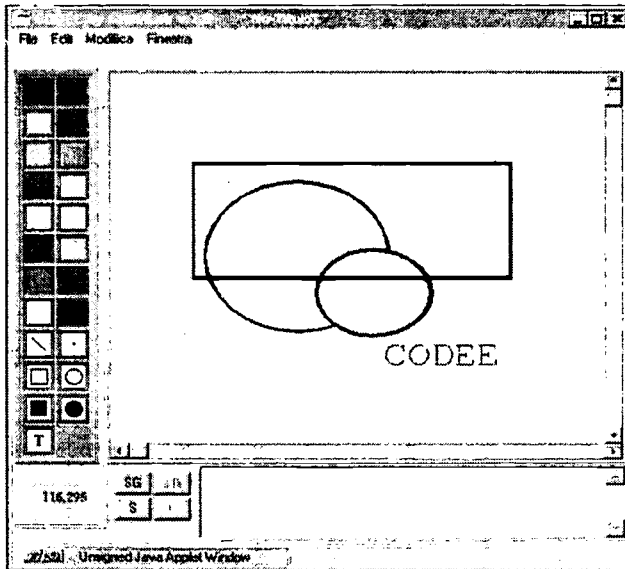 File Edit Modifica Finestra
CODEE
T
116,295
SG
S
Unsigned Java Applet Window